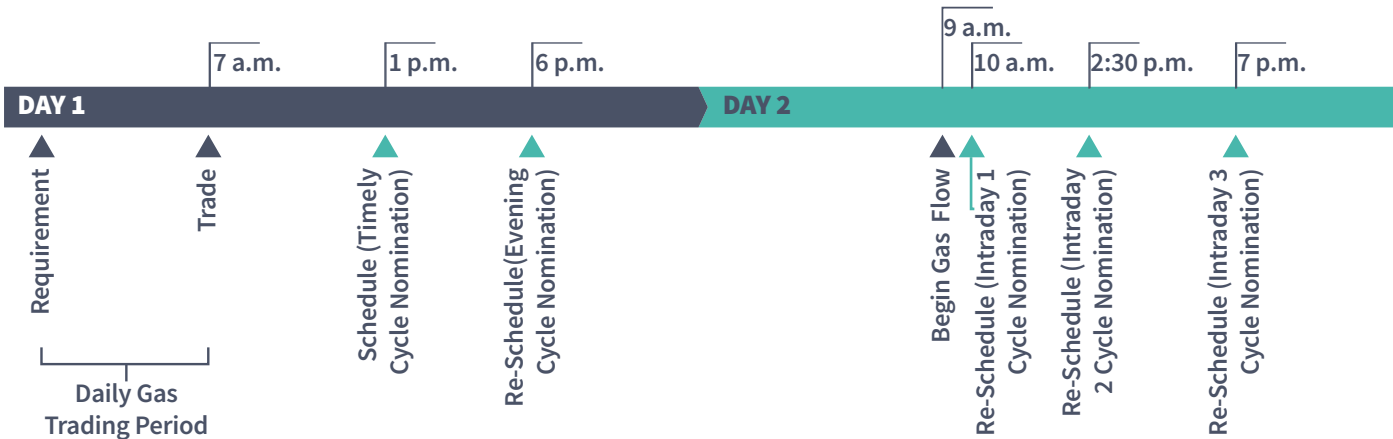 9 a.m.
7 a.m.
1 p.m.
6 p.m.
10 a.m.
2:30 p.m.
7 p.m.
DAY 1
DAY 2
Requirement
Trade
Schedule (Timely
Cycle Nomination)
Re-Schedule(Evening
Cycle Nomination)
Begin Gas Flow
Re-Schedule (Intraday 1
Cycle Nomination)
Re-Schedule (Intraday
2 Cycle Nomination)
Re-Schedule (Intraday 3
Cycle Nomination)
Daily Gas
Trading Period